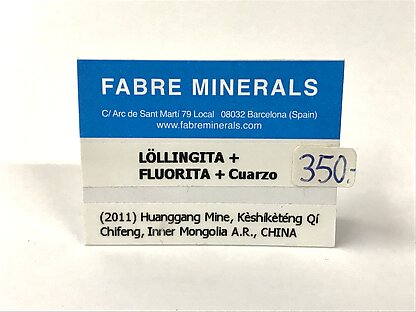 FABRE MINERALS
C/ Arc de Sant Martí 79 Local 08032 Barcelona (Spain)
www.fabreminerals.com
LÖLLINGITA +
FLUORITA + Cuarzo
350.-
(2011) Huanggang Mine, Kèshíkèténg Qí
Chifeng, Inner Mongolia A.R., CHINA